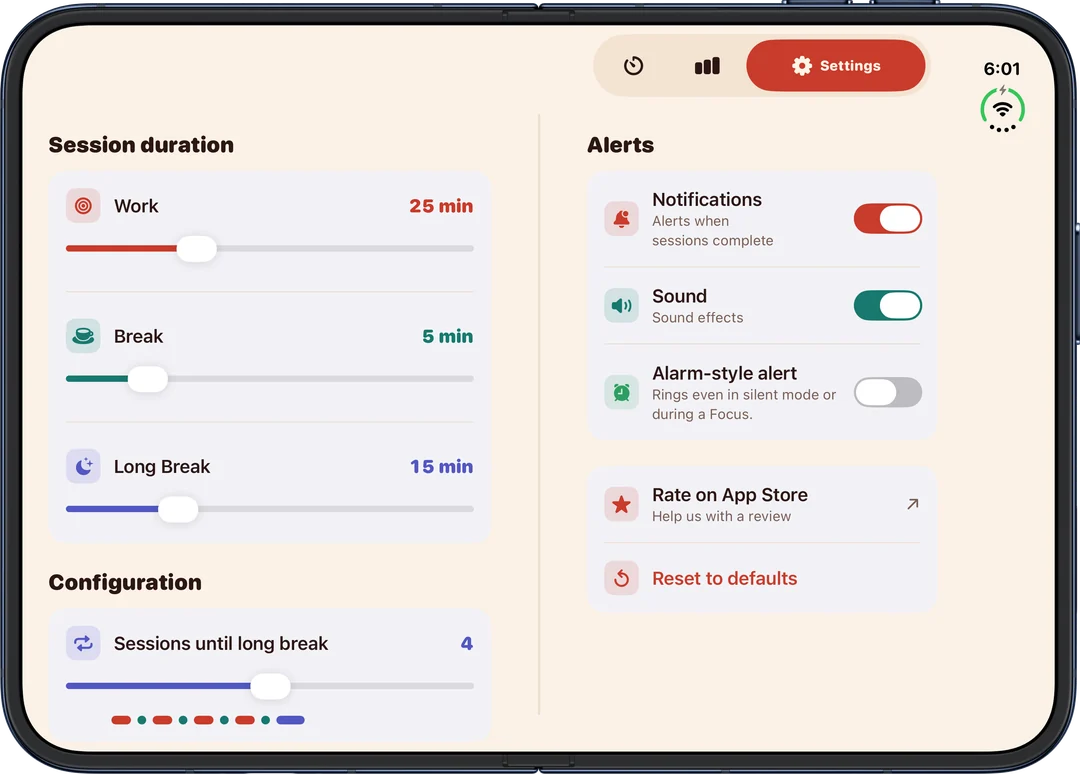 Settings
6:01
Session duration
Work
25 min
Break
5 min
Long Break
15 min
Configuration
Sessions until long break
4
Alerts
Notifications
Alerts when
sessions complete
Sound
Sound effects
Alarm-style alert
Rings even in silent mode or
during a Focus.
Rate on App Store
Help us with a review
Reset to defaults